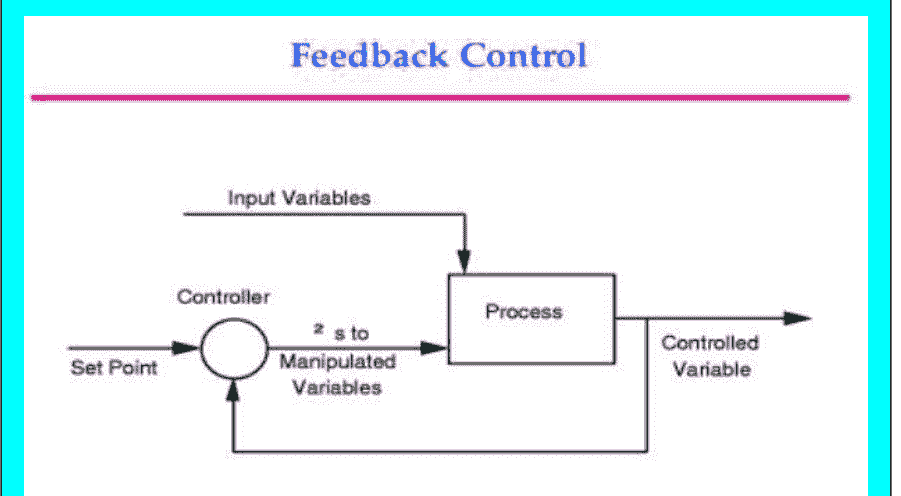 Feedback Control
Input Variables
Controller
Process
² s to
Manipulated
Variables
Set Point
Controlled
Variable